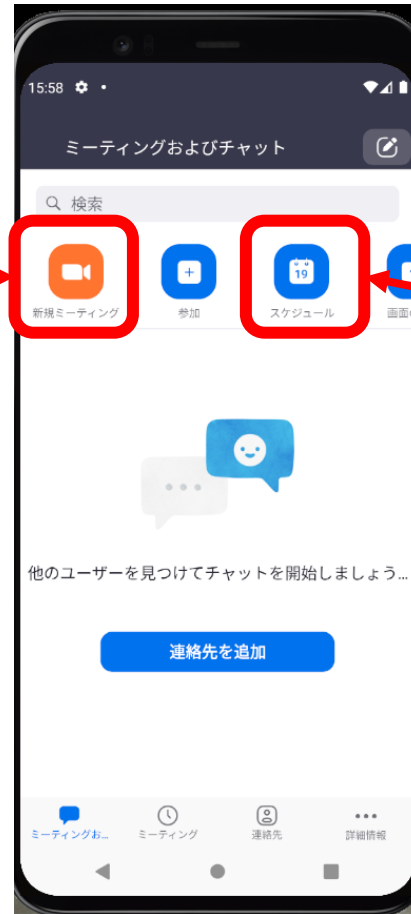 15:58
ミーティングおよびチャット
検索
19
新規ミーティング
参加
スケジュール
画面
他のユーザーを見つけてチャットを開始しましょう...
連絡先を追加
ミーティングお...
ミーティング
連絡先
詳細情報